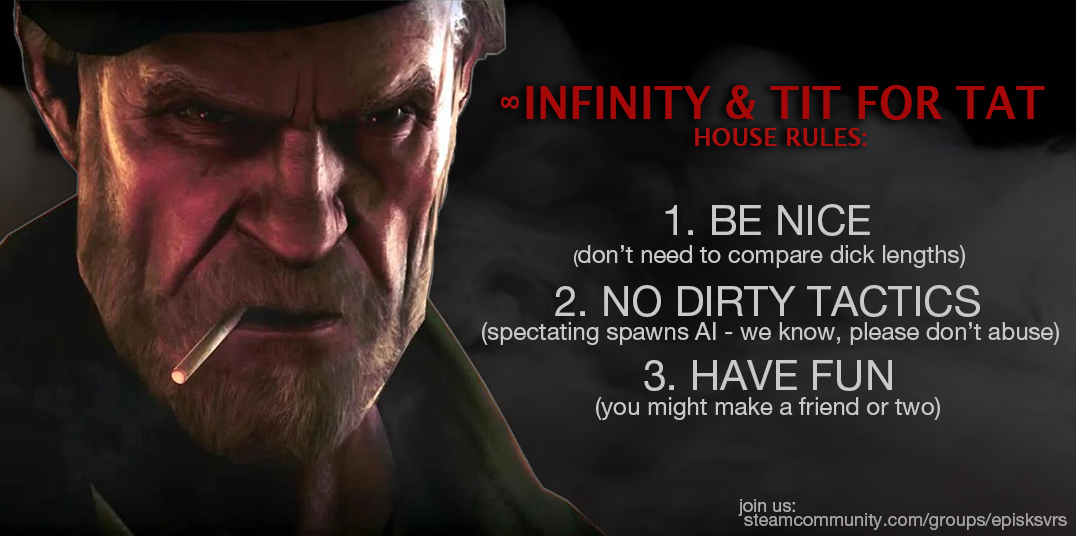 ∞INFINITY & TIT FOR TAT
HOUSE RULES:
1. BE NICE
(don't need to compare dick lengths)
2. NO DIRTY TACTICS
(spectating spawns AI - we know, please don't abuse)
3. HAVE FUN
(you might make a friend or two)
join us:
steamcommunity.com/groups/episksvrs